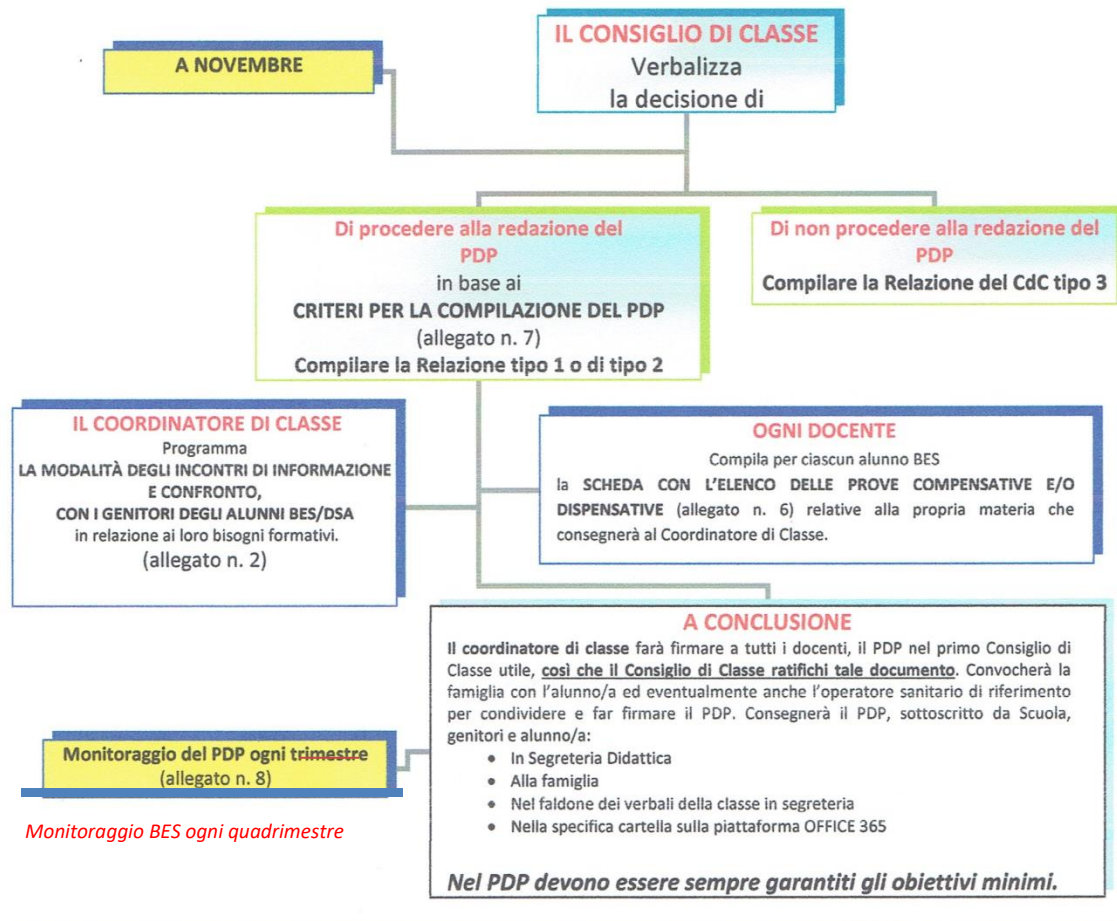 A NOVEMBRE
IL CONSIGLIO DI CLASSE
Verbalizza
la decisione di
Di procedere alla redazione del
PDP
in base ai
CRITERI PER LA COMPILAZIONE DEL PDP
(allegato n. 7)
Compilare la Relazione tipo 1 o di tipo 2
Di non procedere alla redazione del
PDP
Compilare la Relazione del CdC tipo 3
IL COORDINATORE DI CLASSE
Programma
LA MODALITÀ DEGLI INCONTRI DI INFORMAZIONE
E CONFRONTO,
CON I GENITORI DEGLI ALUNNI BES/DSA
in relazione ai loro bisogni formativi.
(allegato n. 2)
OGNI DOCENTE
Compila per ciascun alunno BES
la SCHEDA CON L'ELENCO DELLE PROVE COMPENSATIVE E/O
DISPENSATIVE (allegato n. 6) relative alla propria materia che
consegnerà al Coordinatore di Classe.
A CONCLUSIONE
Il coordinatore di classe farà firmare a tutti i docenti, il PDP nel primo Consiglio di
Classe utile, così che il Consiglio di Classe ratifichi tale documento. Convocherà la
famiglia con l'alunno/a ed eventualmente anche l'operatore sanitario di riferimento
per condividere e far firmare il PDP. Consegnerà il PDP, sottoscritto da Scuola,
genitori e alunno/a:
• In Segreteria Didattica
• Alla famiglia
• Nel faldone dei verbali della classe in segreteria
• Nella specifica cartella sulla piattaforma OFFICE 365
Nel PDP devono essere sempre garantiti gli obiettivi minimi.
Monitoraggio del PDP ogni trimestre
(allegato n. 8)
Monitoraggio BES ogni quadrimestre